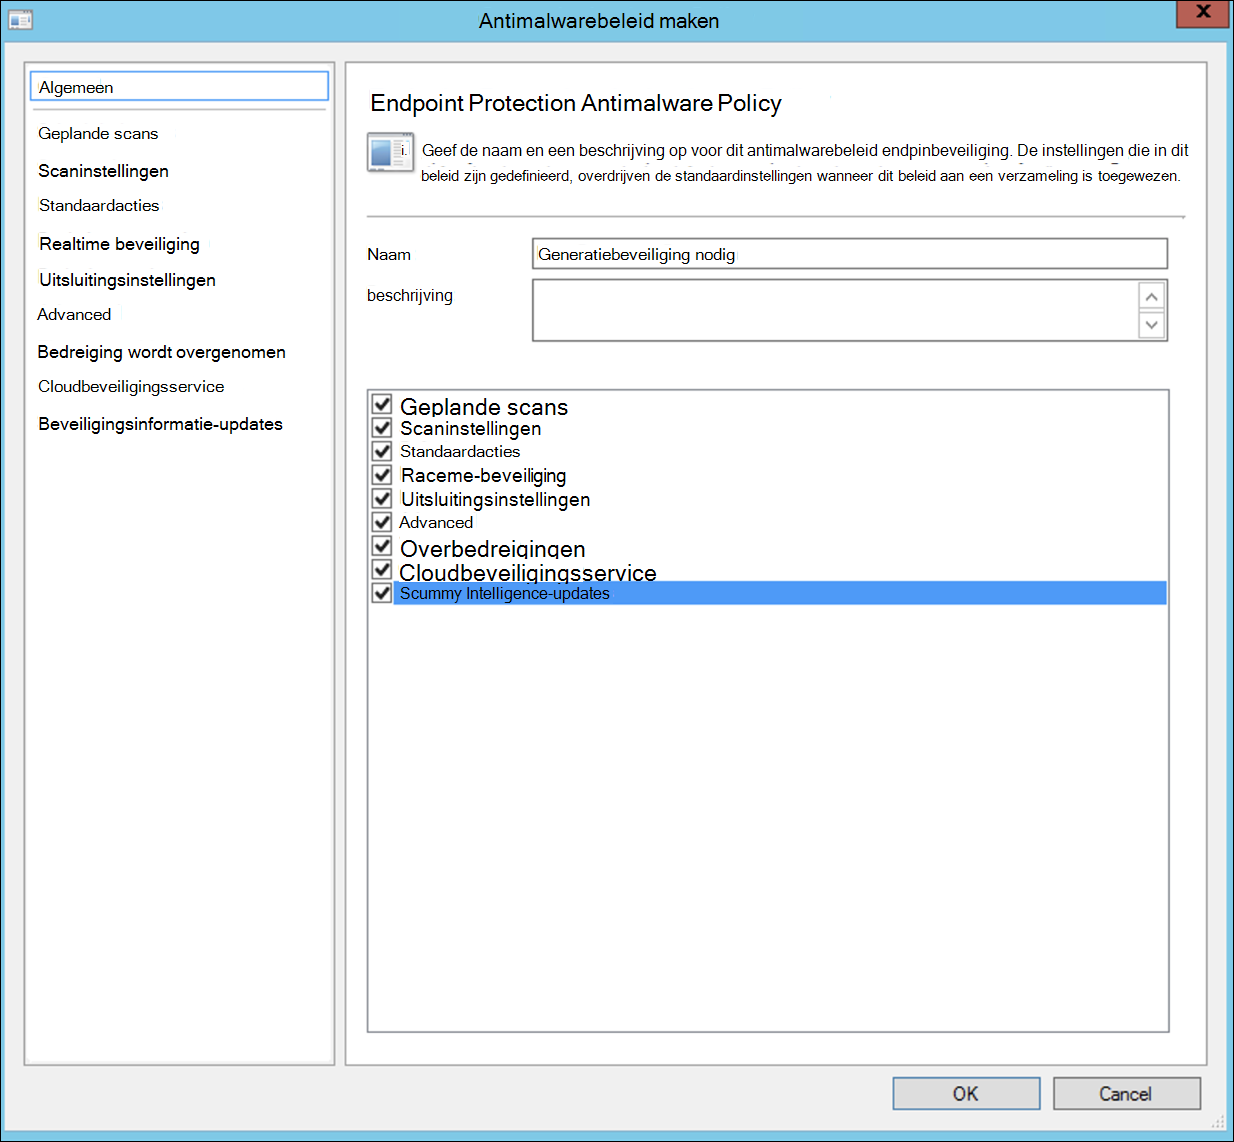 Antimalwarebeleid maken
X
Algemeen
Geplande scans
Scaninstellingen
Standaardacties
Realtime beveiliging
Uitsluitingsinstellingen
Advanced
Bedreiging wordt overgenomen
Cloudbeveiligingsservice
Beveiligingsinformatie-updates
Endpoint Protection Antimalware Policy
Geef de naam en een beschrijving op voor dit antimalwarebeleid endpinbeveiliging. De instellingen die in dit
beleid zijn gedefinieerd, overdrijven de standaardinstellingen wanneer dit beleid aan een verzameling is toegewezen.
Naam
Generatiebeveiliging nodig
beschrijving
Geplande scans
Scaninstellingen
Standaardacties
Raceme-beveiliging
Uitsluitingsinstellingen
Advanced
Overbedreigingen
Cloudbeveiligingsservice
Scummy Intelligence-updates
OK
Cancel